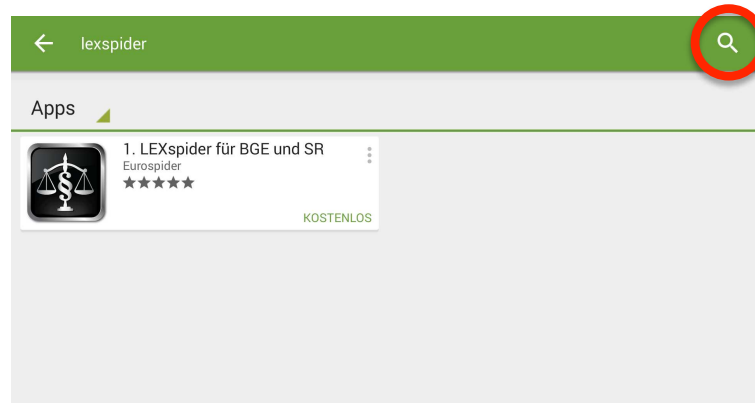 lexspider
Apps
1. LEXspider für BGE und SR
Eurospider
KOSTENLOS